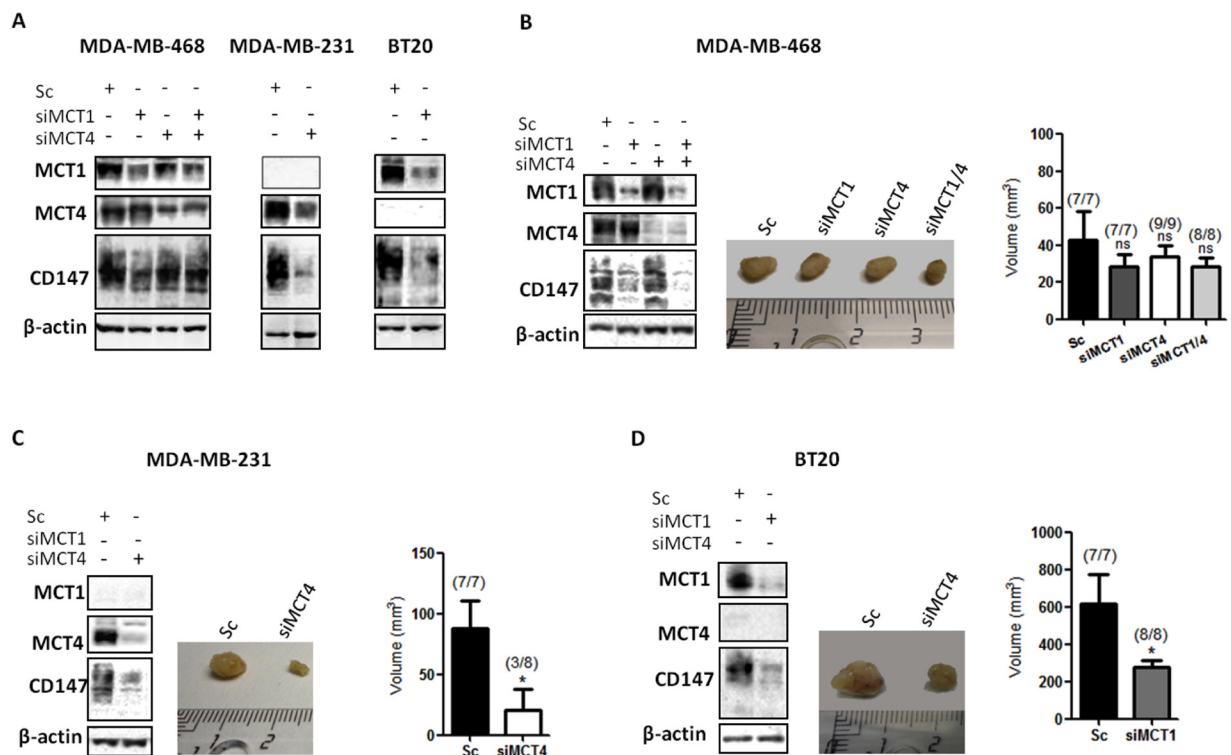 A
MDA-MB-468 MDA-MB-231 BT20
Sc + - - - + - + -
siMCT1 - + - + - - - +
siMCT4 - - + + - + - -
MCT1
MCT4
CD147
β-actin
B
MDA-MB-468
Sc + - - -
siMCT1 - + - +
siMCT4 - - + +
MCT1
MCT4
CD147
β-actin
Sc siMCT1 siMCT4 siMCT1/4
1 2 3
Volume (mm³)
100
80
60
40
20
0
(7/7) (7/7) (9/9) (8/8)
ns ns ns
Sc siMCT1 siMCT4 siMCT1/4
C
MDA-MB-231
Sc + -
siMCT1 - -
siMCT4 - +
MCT1
MCT4
CD147
β-actin
Sc siMCT4
1 2
Volume (mm³)
150
100
50
0
(7/7) (3/8)
*
Sc siMCT4
D
BT20
Sc + -
siMCT1 - +
siMCT4 - -
MCT1
MCT4
CD147
β-actin
Sc siMCT4
1 2
Volume (mm³)
1000
800
600
400
200
0
(7/7) (8/8)
*
Sc siMCT1